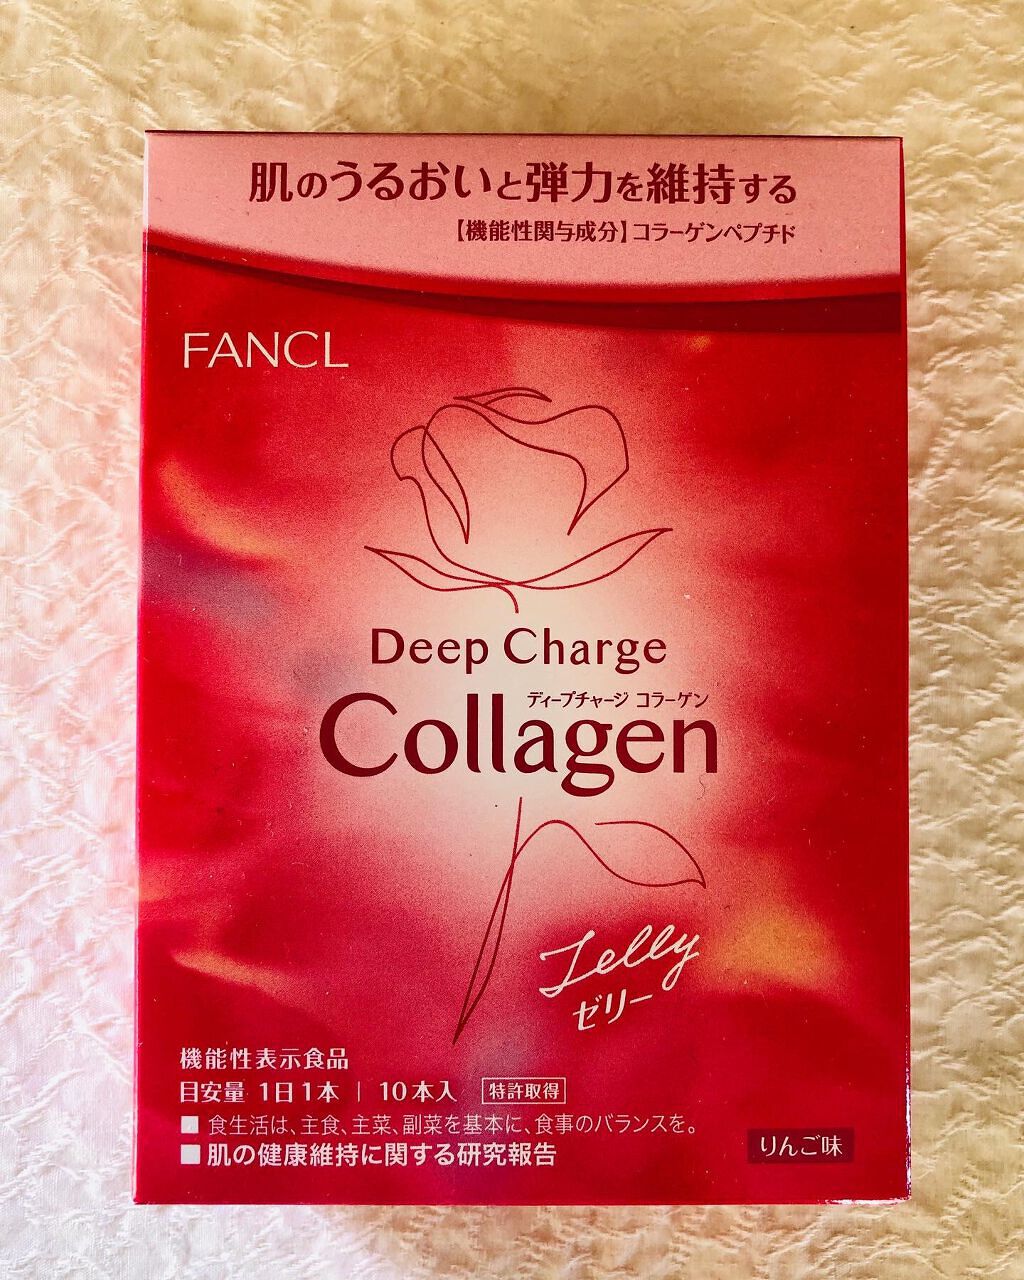 肌のうるおいと弾力を維持する
【機能性関与成分】コラーゲンペプチド
FANCL
Deep Charge
ディープチャージ コラーゲン
Collagen
Jelly
ゼリー
機能性表示食品
目安量 1日1本 | 10本入 特許取得
■ 食生活は、主食、主菜、副菜を基本に、食事のバランスを。
■ 肌の健康維持に関する研究報告
りんご味